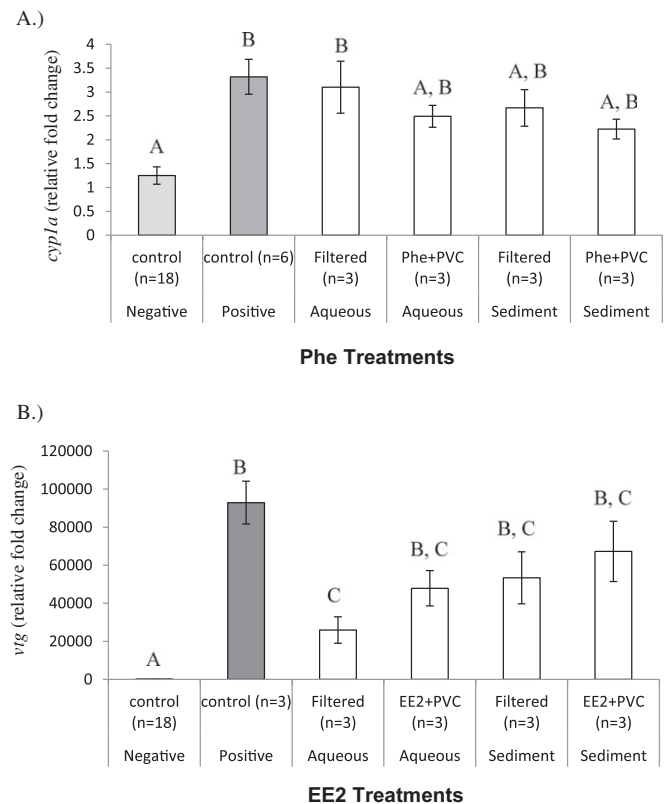 A.)
cyp1a (relative fold change)
4
3.5
3
2.5
2
1.5
1
0.5
0
A
B
B
A, B
A, B
A, B
control (n=18)
control (n=6)
Filtered (n=3)
Phe+PVC (n=3)
Filtered (n=3)
Phe+PVC (n=3)
Negative
Positive
Aqueous
Aqueous
Sediment
Sediment
Phe Treatments
B.)
vtg (relative fold change)
120000
100000
80000
60000
40000
20000
0
A
B
C
B, C
B, C
B, C
control (n=18)
control (n=3)
Filtered (n=3)
EE2+PVC (n=3)
Filtered (n=3)
EE2+PVC (n=3)
Negative
Positive
Aqueous
Aqueous
Sediment
Sediment
EE2 Treatments